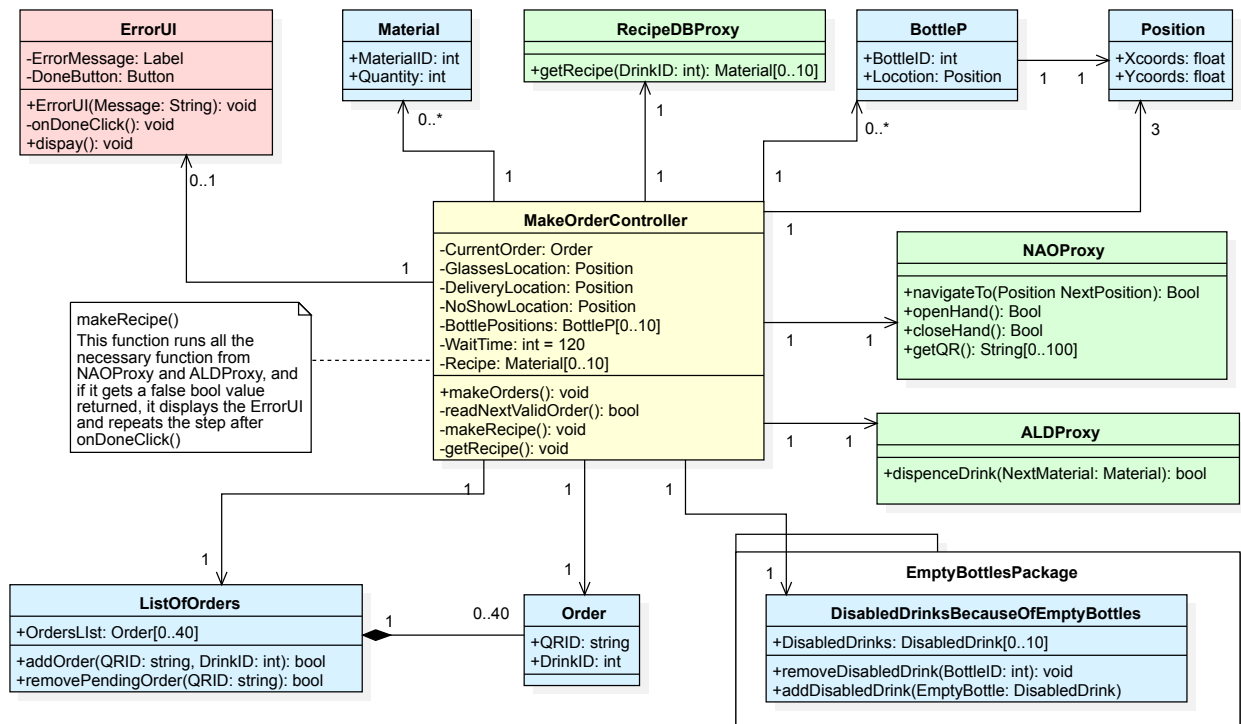 ErrorUI
-ErrorMessage: Label
-DoneButton: Button
+ErrorUI(Message: String): void
-onDoneClick(): void
+dispay(): void
Material
+MaterialID: int
+Quantity: int
RecipeDBProxy
+getRecipe(DrinkID: int): Material[0..10]
BottleP
+BottleID: int
+Locotion: Position
1
1
Position
+Xcoords: float
+Ycoords: float
0..1
0..*
1
0..*
3
1
1
1
1
1
MakeOrderController
-CurrentOrder: Order
-GlassesLocation: Position
-DeliveryLocation: Position
-NoShowLocation: Position
-BottlePositions: BottleP[0..10]
-WaitTime: int = 120
-Recipe: Material[0..10]
+makeOrders(): void
-readNextValidOrder(): bool
-makeRecipe(): void
-getRecipe(): void
NAOProxy
+navigateTo(Position NextPosition): Bool
+openHand(): Bool
+closeHand(): Bool
+getQR(): String[0..100]
1
1
makeRecipe()
This function runs all the
necessary function from
NAOProxy and ALDProxy, and
if it gets a false bool value
returned, it displays the ErrorUI
and repeats the step after
onDoneClick()
1
1
ALDProxy
+dispenceDrink(NextMaterial: Material): bool
1
1
1
1
1
1
ListOfOrders
+OrdersLIst: Order[0..40]
+addOrder(QRID: string, DrinkID: int): bool
+removePendingOrder(QRID: string): bool
1
0..40
Order
+QRID: string
+DrinkID: int
EmptyBottlesPackage
DisabledDrinksBecauseOfEmptyBottles
+DisabledDrinks: DisabledDrink[0..10]
+removeDisabledDrink(BottleID: int): void
+addDisabledDrink(EmptyBottle: DisabledDrink)